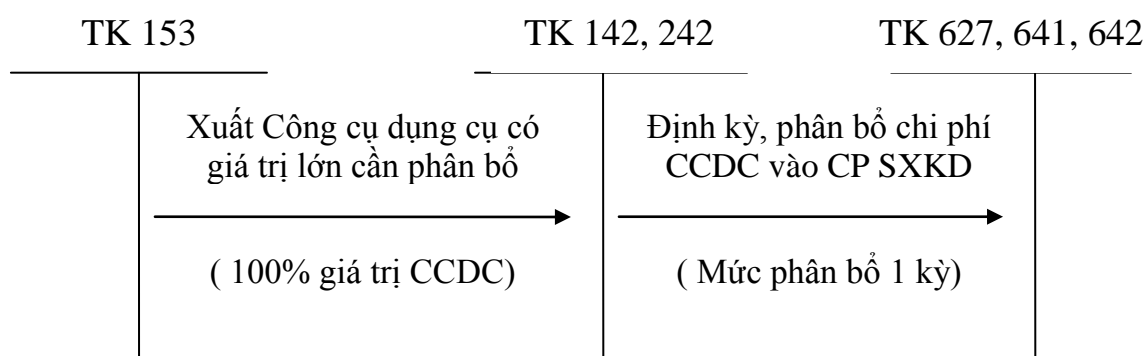 TK 153
TK 142, 242
TK 627, 641, 642
Xuất Công cụ dụng cụ có
giá trị lớn cần phân bổ
( 100% giá trị CCDC)
Định kỳ, phân bổ chi phí
CCDC vào CP SXKD
( Mức phân bổ 1 kỳ)